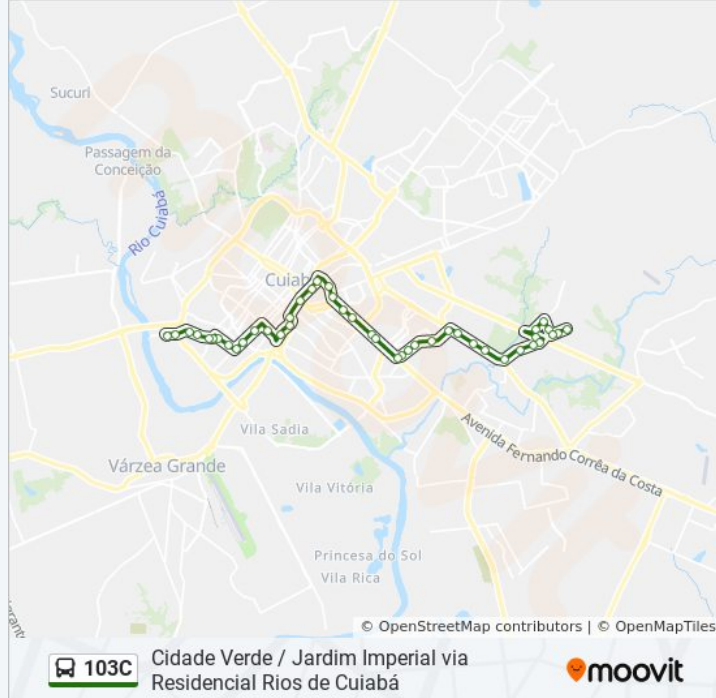 Sucuri
Passagem da
Conceição
Rio Cuiabá
Cuiab
Vila Sadia
Avenida Fernando Corrêa da Costa
Várzea Grande
Vila Vitória
Princesa do Sol
Vila Rica
© OpenStreetMap contributors | © OpenMapTiles
103C
Cidade Verde / Jardim Imperial via
Residencial Rios de Cuiabá
moovit